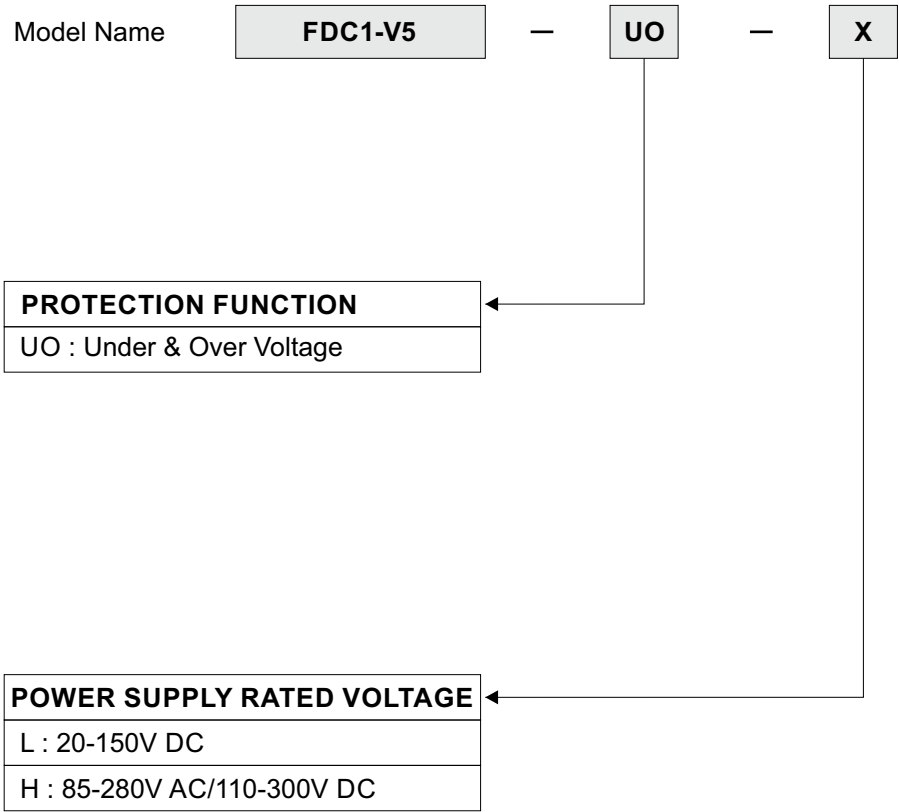 Model Name FDC1-V5 — UO — X
PROTECTION FUNCTION
UO : Under & Over Voltage
POWER SUPPLY RATED VOLTAGE
L : 20-150V DC
H : 85-280V AC/110-300V DC